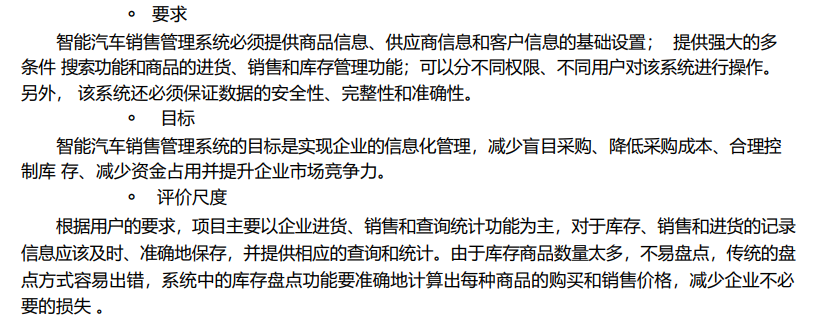 ⚬ 要求
智能汽车销售管理系统必须提供商品信息、供应商信息和客户信息的基础设置； 提供强大的多
条件 搜索功能和商品的进货、销售和库存管理功能；可以分不同权限、不同用户对该系统进行操作。
另外， 该系统还必须保证数据的安全性、完整性和准确性。
⚬ 目标
智能汽车销售管理系统的目标是实现企业的信息化管理，减少盲目采购、降低采购成本、合理控
制库 存、减少资金占用并提升企业市场竞争力。
⚬ 评价尺度
根据用户的要求，项目主要以企业进货、销售和查询统计功能为主，对于库存、销售和进货的记录
信息应该及时、准确地保存，并提供相应的查询和统计。由于库存商品数量太多，不易盘点，传统的盘
点方式容易出错，系统中的库存盘点功能要准确地计算出每种商品的购买和销售价格，减少企业不必
要的损失 。